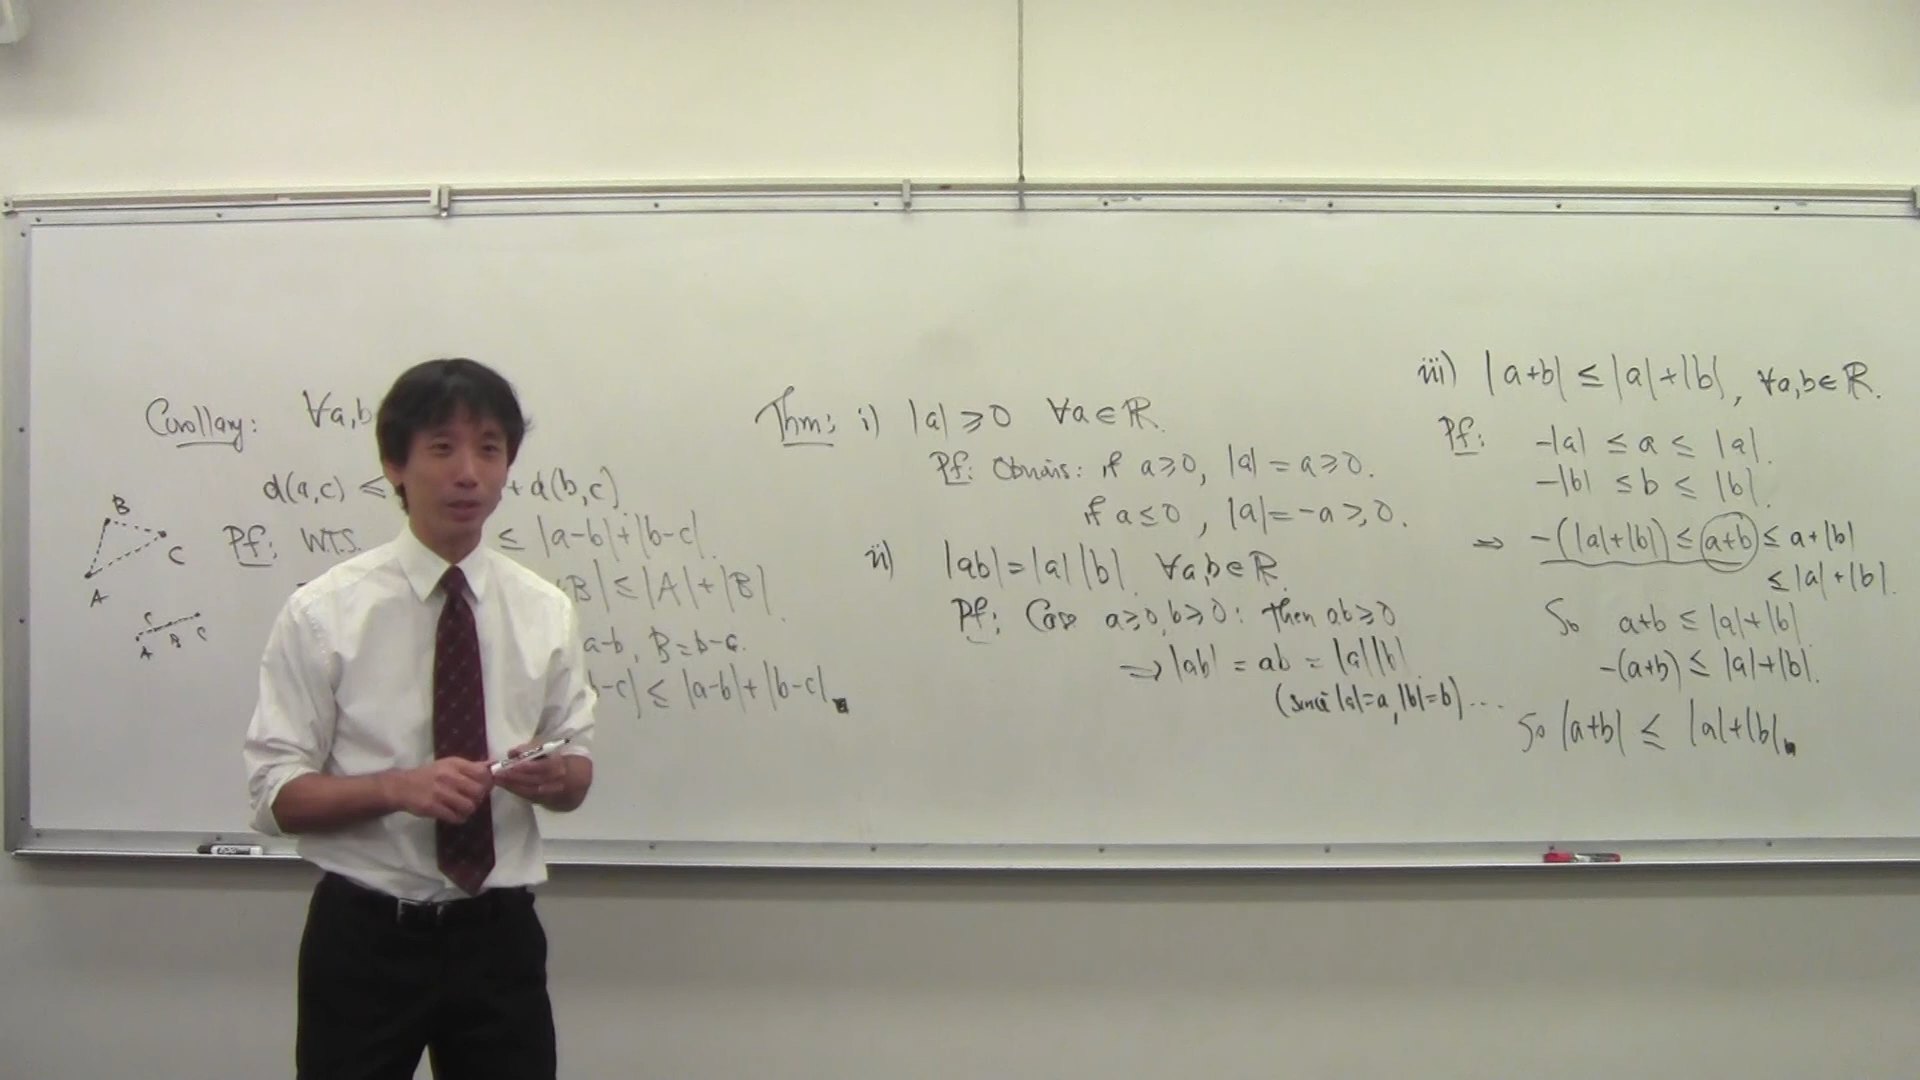 Corollary: ∀a,b
d(a,c) ≤ + d(b,c)
Pf: WTS. ≤ |a-b|+|b-c|.
B| ≤ |A|+|B|.
a-b, B=b-c.
b-c| ≤ |a-b|+|b-c|
B
C
A
C
A B C
Thm: i) |a| ≥ 0 ∀a∈ℝ.
Pf: Obvious: if a≥0, |a| = a≥0.
if a≤0, |a| = -a≥0.
ii) |ab| = |a||b| ∀a,b∈ℝ.
Pf: Case a≥0, b≥0: Then ab≥0
⇒ |ab| = ab = |a||b|
(since |a|=a, |b|=b) ...
iii) |a+b| ≤ |a|+|b|, ∀a,b∈ℝ.
Pf: -|a| ≤ a ≤ |a|.
-|b| ≤ b ≤ |b|.
⇒ -(|a|+|b|) ≤ a+b ≤ a+|b|
≤ |a|+|b|.
So a+b ≤ |a|+|b|
-(a+b) ≤ |a|+|b|.
So |a+b| ≤ |a|+|b|